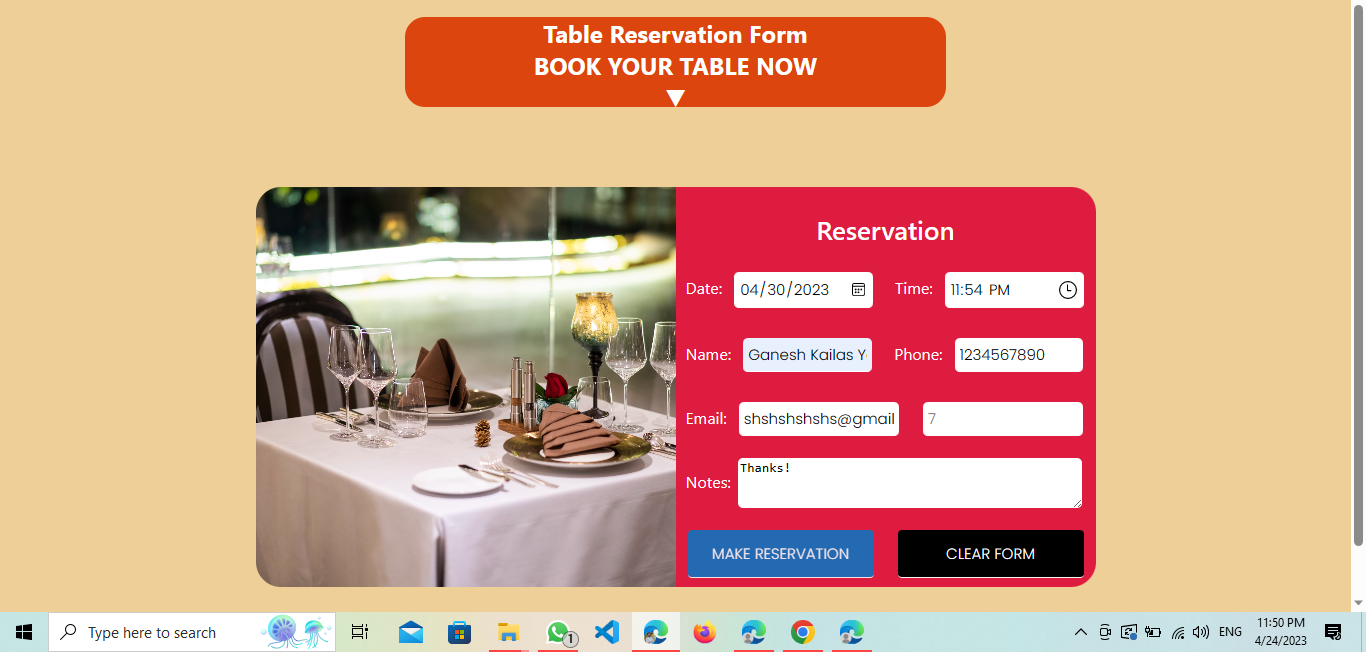 Table Reservation Form
BOOK YOUR TABLE NOW
Reservation
Date: 04/30/2023 Time: 11:54 PM
Name: Ganesh Kailas Y Phone: 1234567890
Email: shshshshshs@gmail 7
Notes: Thanks!
MAKE RESERVATION CLEAR FORM
Type here to search
1
ENG
11:50 PM
4/24/2023